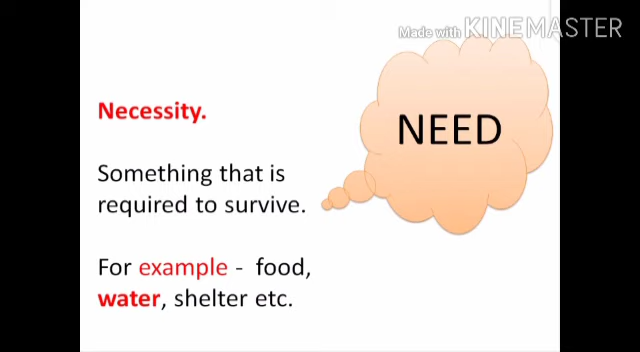 Made with KINEMASTER
NEED
Necessity.
Something that is
required to survive.
For example - food,
water, shelter etc.